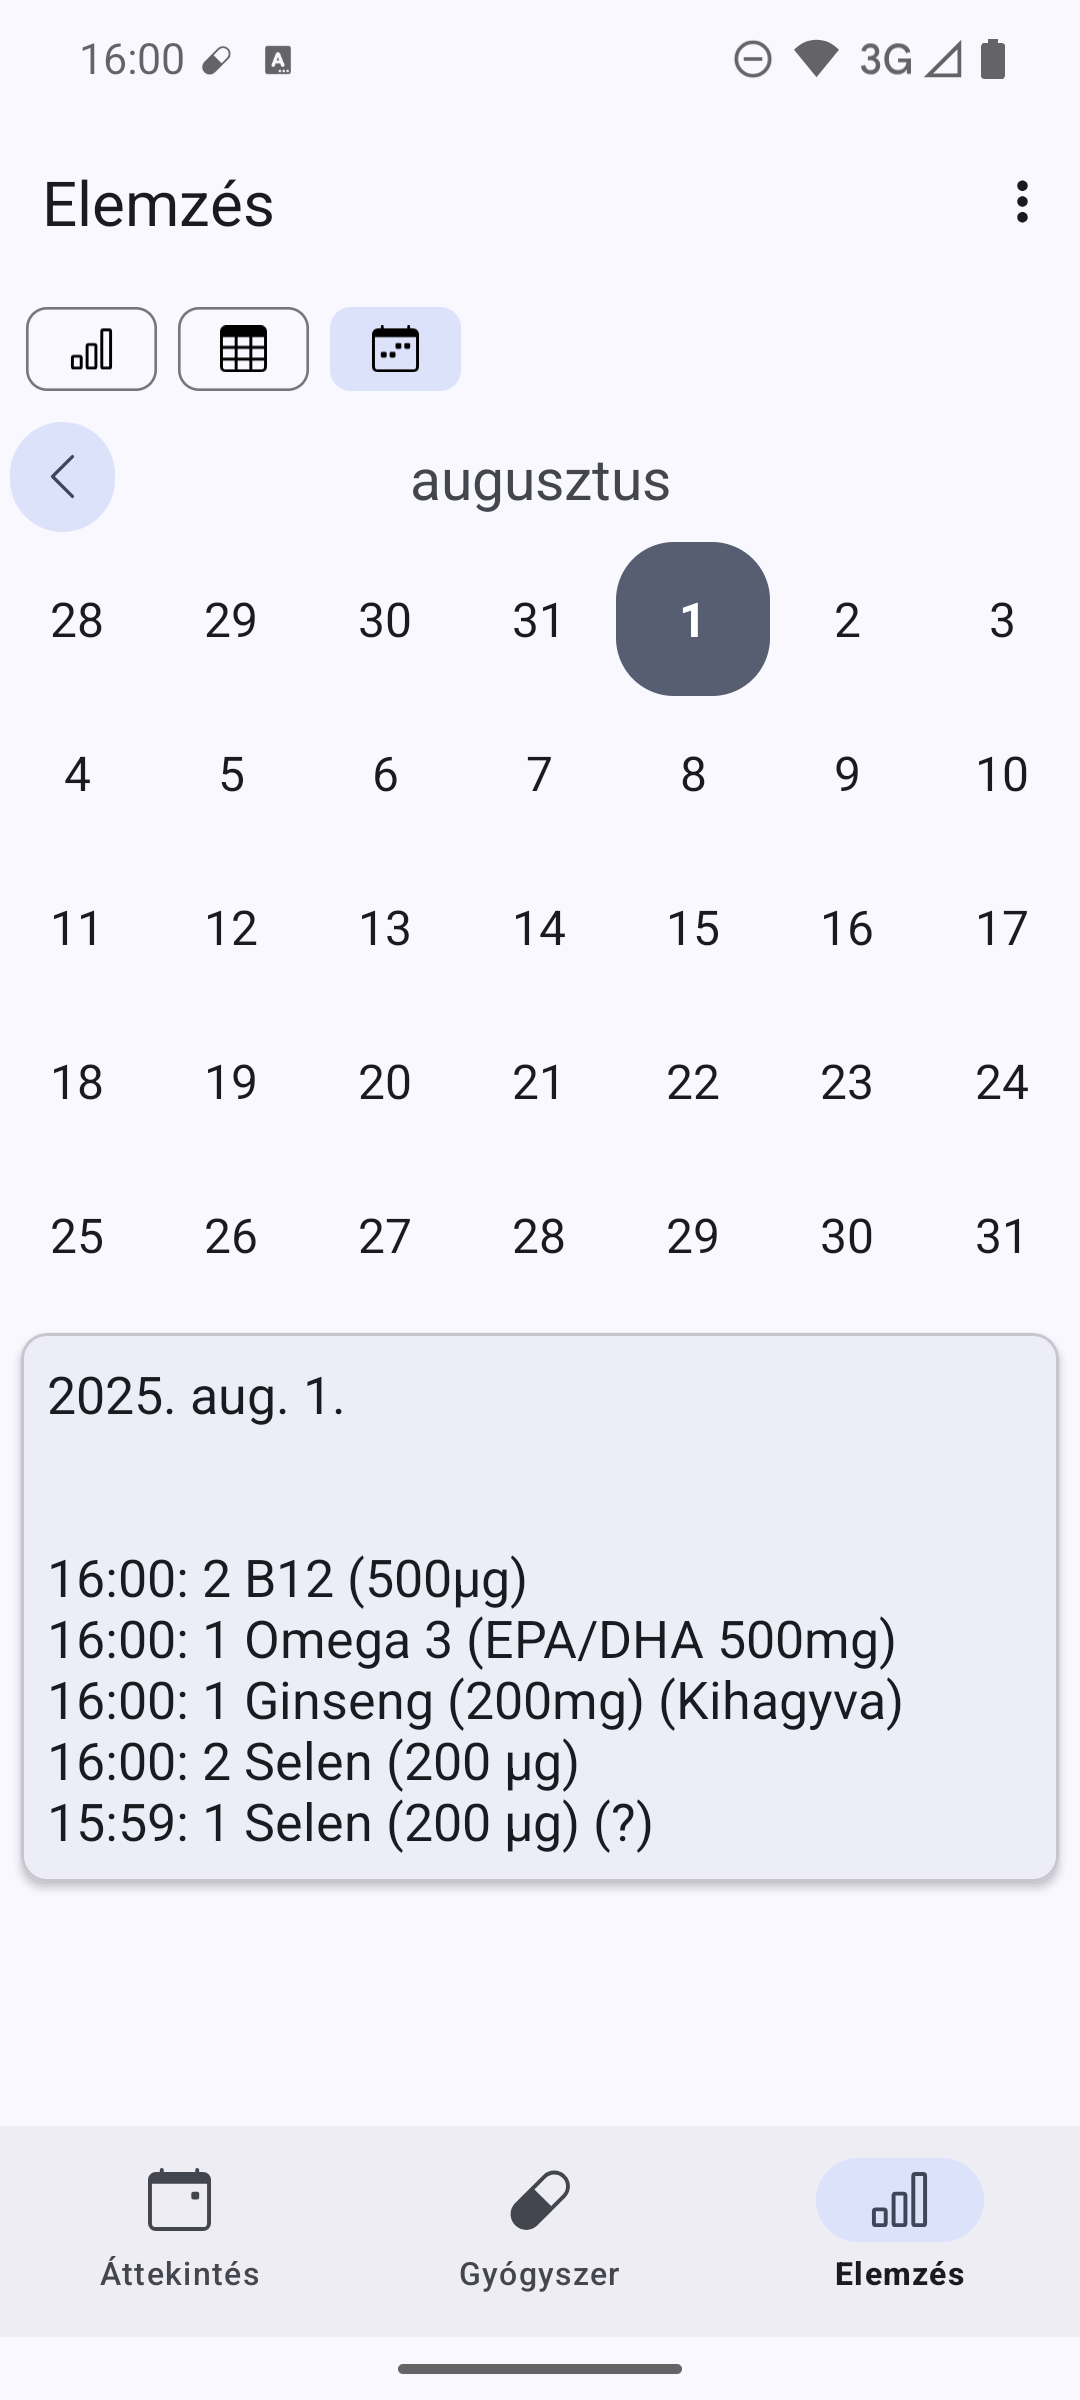 16:00
3G
Elemzés
augusztus
28 29 30 31 1 2 3
4 5 6 7 8 9 10
11 12 13 14 15 16 17
18 19 20 21 22 23 24
25 26 27 28 29 30 31
2025. aug. 1.
16:00: 2 B12 (500µg)
16:00: 1 Omega 3 (EPA/DHA 500mg)
16:00: 1 Ginseng (200mg) (Kihagyva)
16:00: 2 Selen (200 µg)
15:59: 1 Selen (200 µg) (?)
Áttekintés Gyógyszer Elemzés